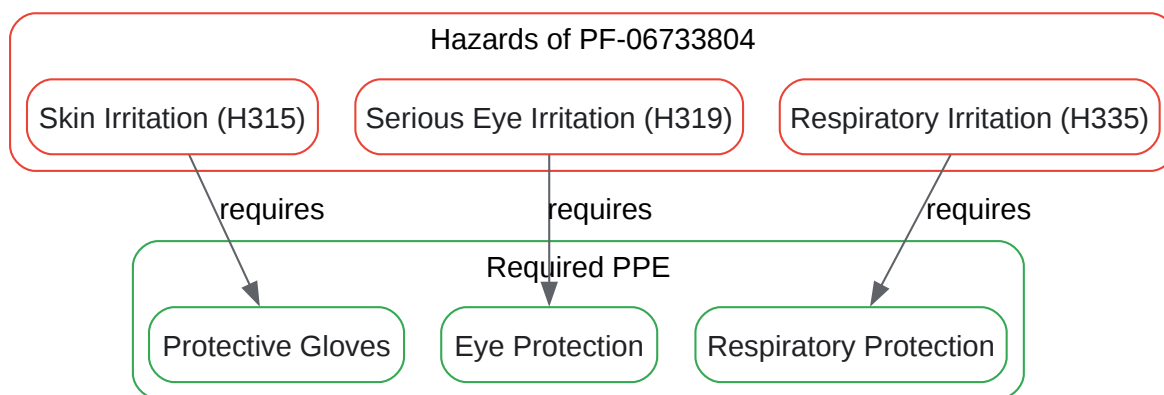 Hazards of PF-06733804
Skin Irritation (H315)
Serious Eye Irritation (H319)
Respiratory Irritation (H335)
requires
requires
requires
Required PPE
Protective Gloves
Eye Protection
Respiratory Protection